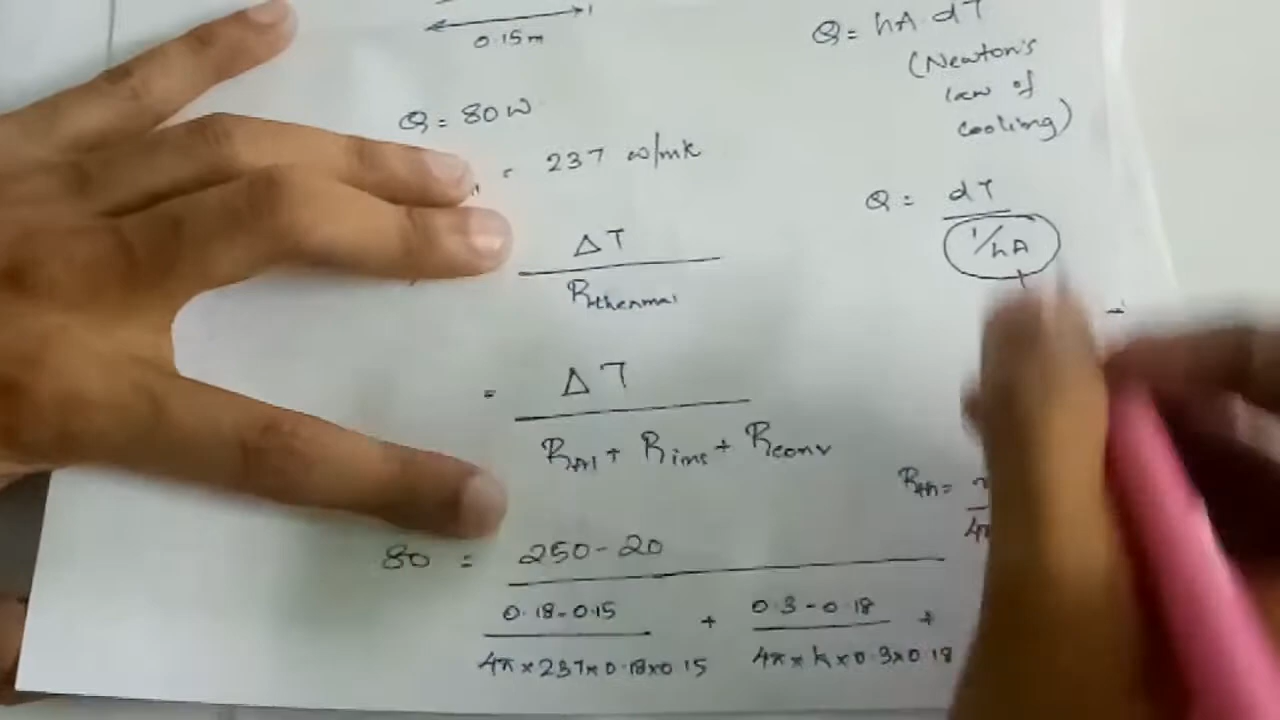 0.15m
Q = hA dT
(Newton's
law of
cooling)
Q = 80W
= 237 w/mk
Q = dT
1/hA
ΔT
Rthermal
= ΔT
RAl + Rins + Rconv
Rth =
4π
80 = 250-20
0.18-0.15 + 0.3-0.18 +
4π×237×0.18×0.15 4π×k×0.3×0.18